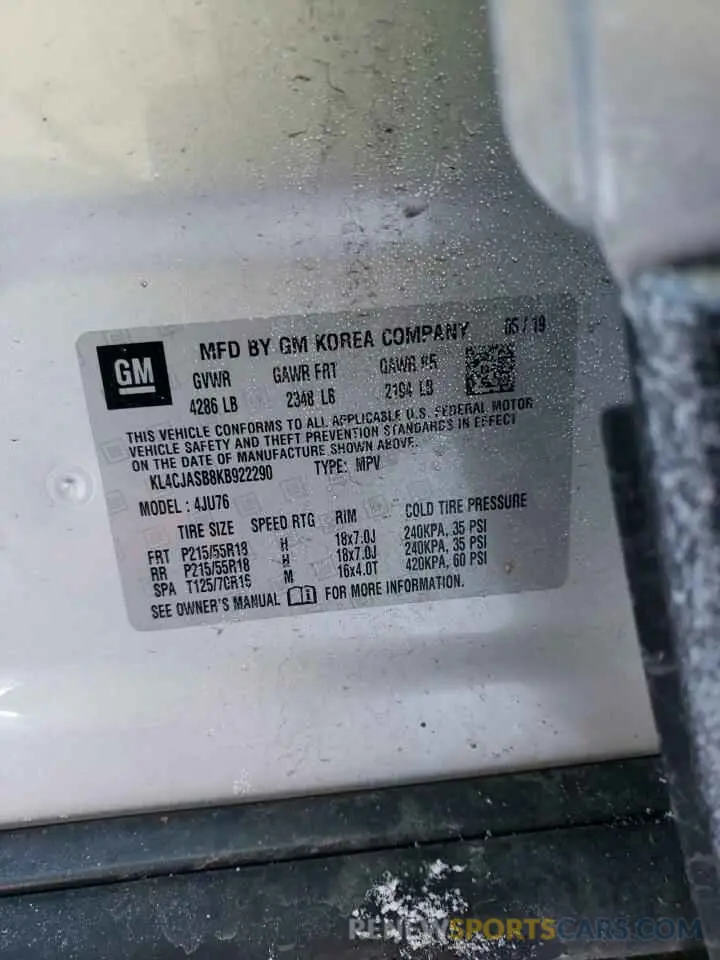 GM
MFD BY GM KOREA COMPANY 05/19
GVWR GAWR FRT GAWR RR
4286 LB 2348 LB 2194 LB
THIS VEHICLE CONFORMS TO ALL APPLICABLE U.S. FEDERAL MOTOR
VEHICLE SAFETY AND THEFT PREVENTION STANDARDS IN EFFECT
ON THE DATE OF MANUFACTURE SHOWN ABOVE.
KL4CJASB8KB922290 TYPE: MPV
MODEL: 4JU76
TIRE SIZE SPEED RTG RIM COLD TIRE PRESSURE
FRT P215/55R18 H 18x7.0J 240KPA, 35 PSI
RR P215/55R18 H 18x7.0J 240KPA, 35 PSI
SPA T125/70R16 M 16x4.0T 420KPA, 60 PSI
SEE OWNER'S MANUAL FOR MORE INFORMATION.
RENEWSPORTSCARS.COM